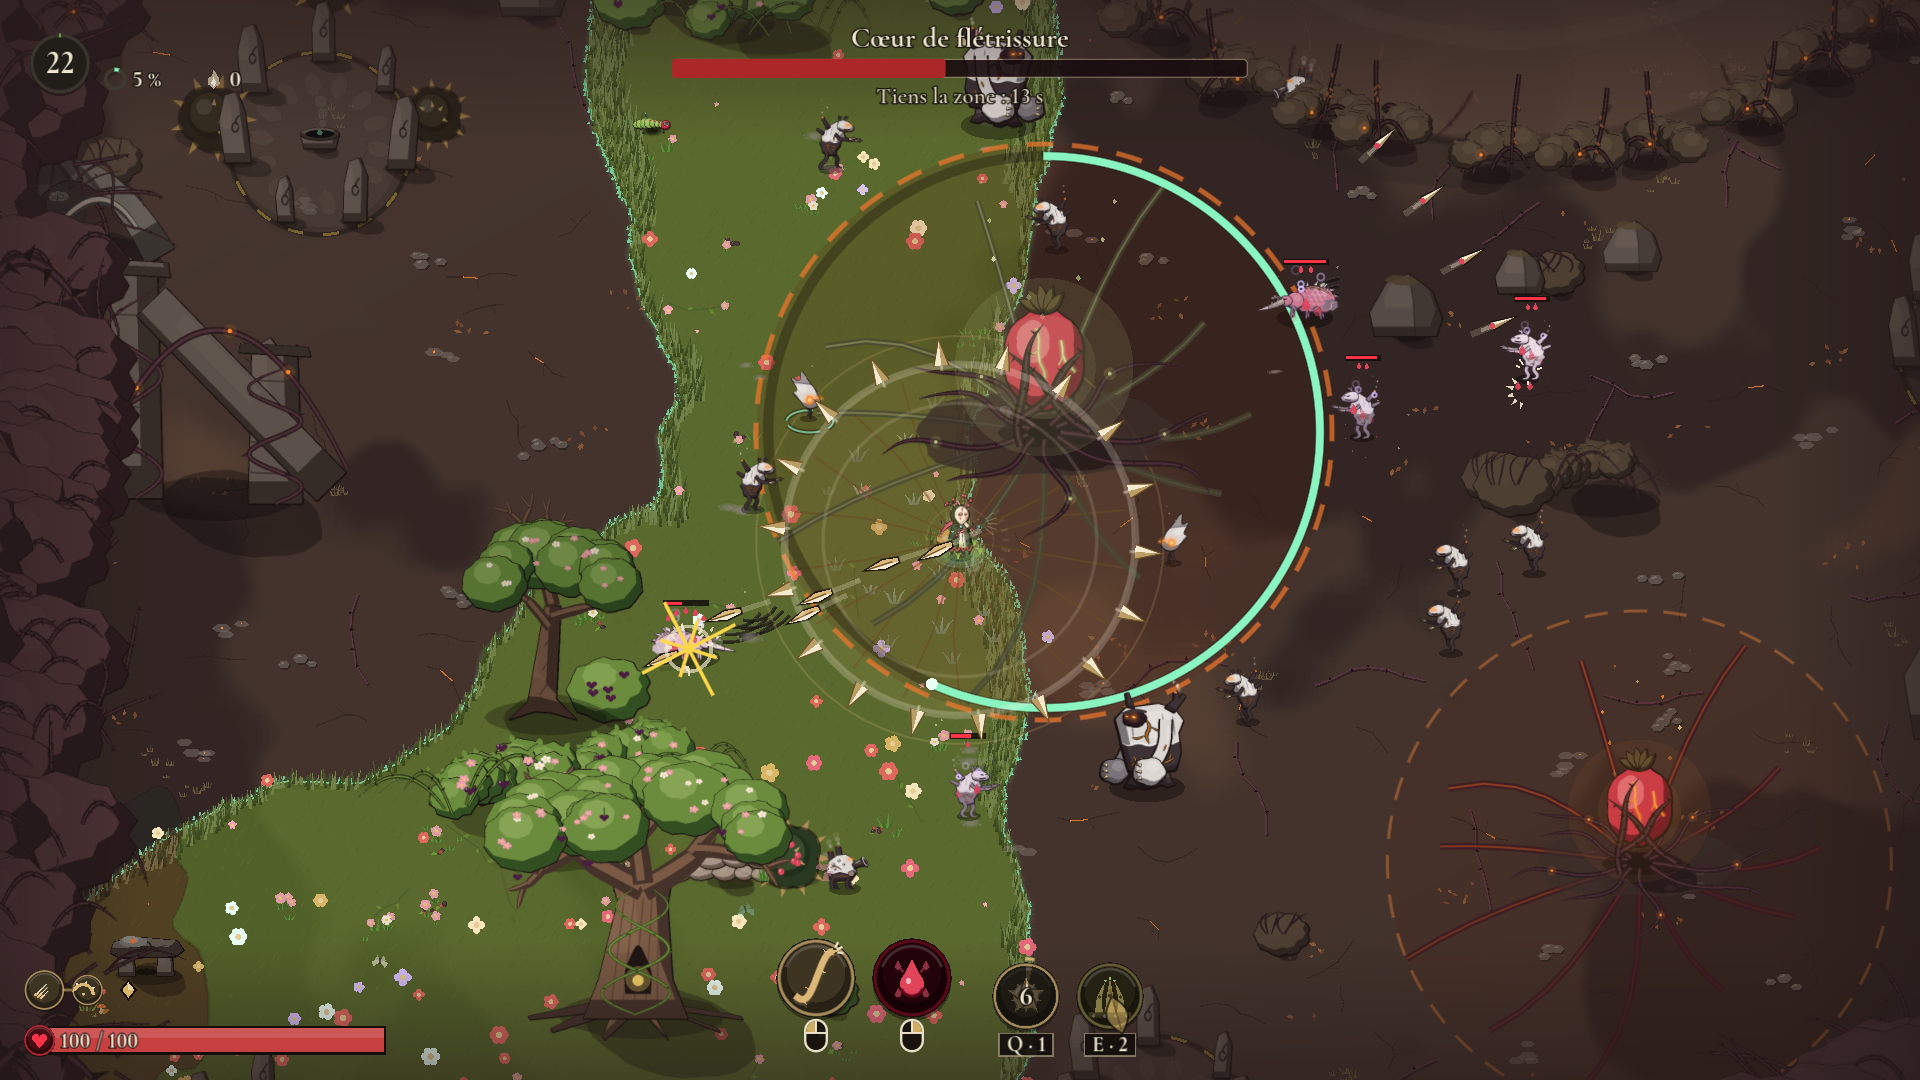 Cœur de flétrissure
22
5 %
0
Tiens la zone : 13 s
6
100 / 100
Q · 1
E · 2